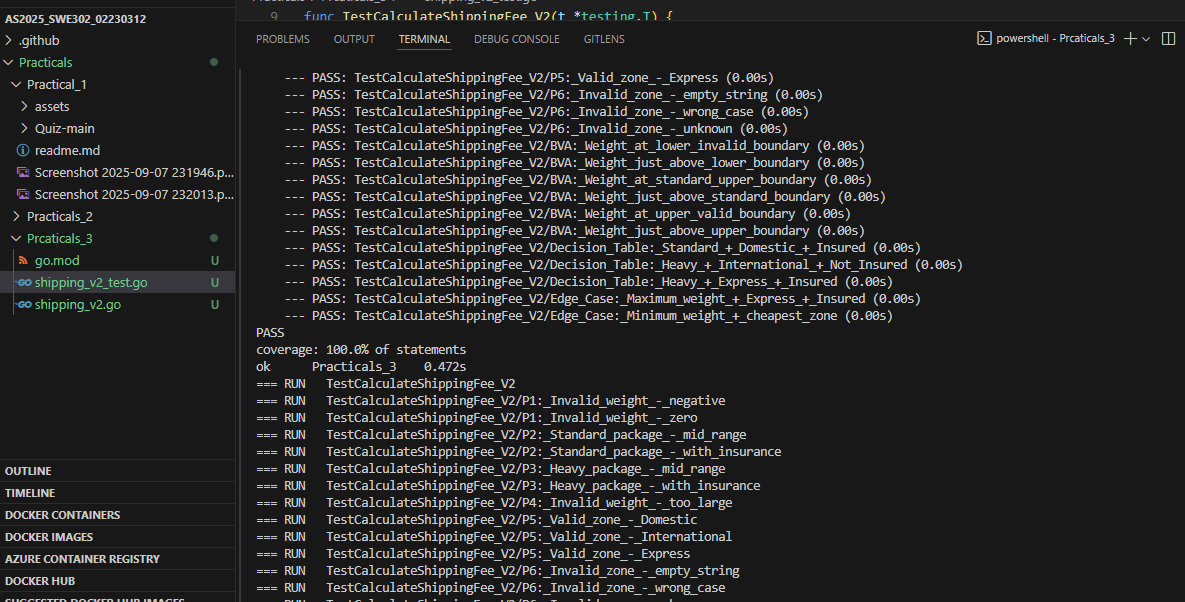 AS2025_SWE302_02230312
.github
Practicals
Practical_1
assets
Quiz-main
readme.md
Screenshot 2025-09-07 231946.p...
Screenshot 2025-09-07 232013.p...
Practicals_2
Prcaticals_3
go.mod U
shipping_v2_test.go U
shipping_v2.go U
OUTLINE
TIMELINE
DOCKER CONTAINERS
DOCKER IMAGES
AZURE CONTAINER REGISTRY
DOCKER HUB
SUGGESTED DOCKER HUB IMAGES
9 func TestCalculateShippingFee_V2(t *testing.T) {
PROBLEMS OUTPUT TERMINAL DEBUG CONSOLE GITLENS
powershell - Prcaticals_3
--- PASS: TestCalculateShippingFee_V2/P5:_Valid_zone_-_Express (0.00s)
--- PASS: TestCalculateShippingFee_V2/P6:_Invalid_zone_-_empty_string (0.00s)
--- PASS: TestCalculateShippingFee_V2/P6:_Invalid_zone_-_wrong_case (0.00s)
--- PASS: TestCalculateShippingFee_V2/P6:_Invalid_zone_-_unknown (0.00s)
--- PASS: TestCalculateShippingFee_V2/BVA:_Weight_at_lower_invalid_boundary (0.00s)
--- PASS: TestCalculateShippingFee_V2/BVA:_Weight_just_above_lower_boundary (0.00s)
--- PASS: TestCalculateShippingFee_V2/BVA:_Weight_at_standard_upper_boundary (0.00s)
--- PASS: TestCalculateShippingFee_V2/BVA:_Weight_just_above_standard_boundary (0.00s)
--- PASS: TestCalculateShippingFee_V2/BVA:_Weight_at_upper_valid_boundary (0.00s)
--- PASS: TestCalculateShippingFee_V2/BVA:_Weight_just_above_upper_boundary (0.00s)
--- PASS: TestCalculateShippingFee_V2/Decision_Table:_Standard_+_Domestic_+_Insured (0.00s)
--- PASS: TestCalculateShippingFee_V2/Decision_Table:_Heavy_+_International_+_Not_Insured (0.00s)
--- PASS: TestCalculateShippingFee_V2/Decision_Table:_Heavy_+_Express_+_Insured (0.00s)
--- PASS: TestCalculateShippingFee_V2/Edge_Case:_Maximum_weight_+_Express_+_Insured (0.00s)
--- PASS: TestCalculateShippingFee_V2/Edge_Case:_Minimum_weight_+_cheapest_zone (0.00s)
PASS
coverage: 100.0% of statements
ok Practicals_3 0.472s
=== RUN TestCalculateShippingFee_V2
=== RUN TestCalculateShippingFee_V2/P1:_Invalid_weight_-_negative
=== RUN TestCalculateShippingFee_V2/P1:_Invalid_weight_-_zero
=== RUN TestCalculateShippingFee_V2/P2:_Standard_package_-_mid_range
=== RUN TestCalculateShippingFee_V2/P2:_Standard_package_-_with_insurance
=== RUN TestCalculateShippingFee_V2/P3:_Heavy_package_-_mid_range
=== RUN TestCalculateShippingFee_V2/P3:_Heavy_package_-_with_insurance
=== RUN TestCalculateShippingFee_V2/P4:_Invalid_weight_-_too_large
=== RUN TestCalculateShippingFee_V2/P5:_Valid_zone_-_Domestic
=== RUN TestCalculateShippingFee_V2/P5:_Valid_zone_-_International
=== RUN TestCalculateShippingFee_V2/P5:_Valid_zone_-_Express
=== RUN TestCalculateShippingFee_V2/P6:_Invalid_zone_-_empty_string
=== RUN TestCalculateShippingFee_V2/P6:_Invalid_zone_-_wrong_case